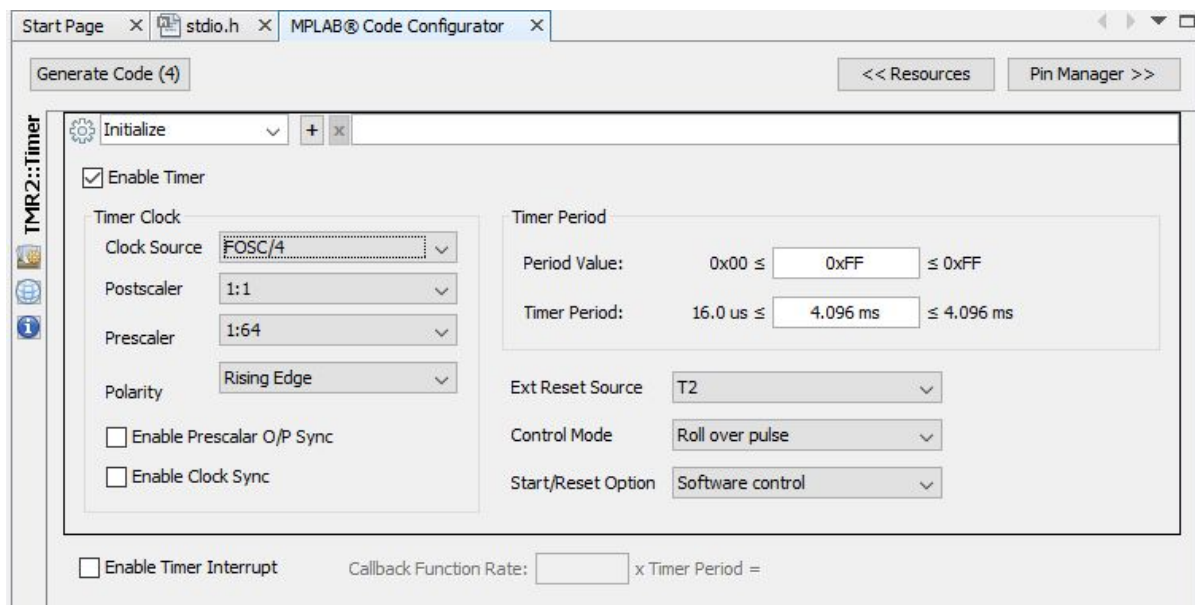 Start Page X stdio.h X MPLAB® Code Configurator X
Generate Code (4) << Resources Pin Manager >>
TMR2::Timer
Initialize + x
Enable Timer
Timer Clock
Clock Source FOSC/4
Postscaler 1:1
Prescaler 1:64
Polarity Rising Edge
Enable Prescalar O/P Sync
Enable Clock Sync
Timer Period
Period Value: 0x00 ≤ 0xFF ≤ 0xFF
Timer Period: 16.0 us ≤ 4.096 ms ≤ 4.096 ms
Ext Reset Source T2
Control Mode Roll over pulse
Start/Reset Option Software control
Enable Timer Interrupt Callback Function Rate: x Timer Period =